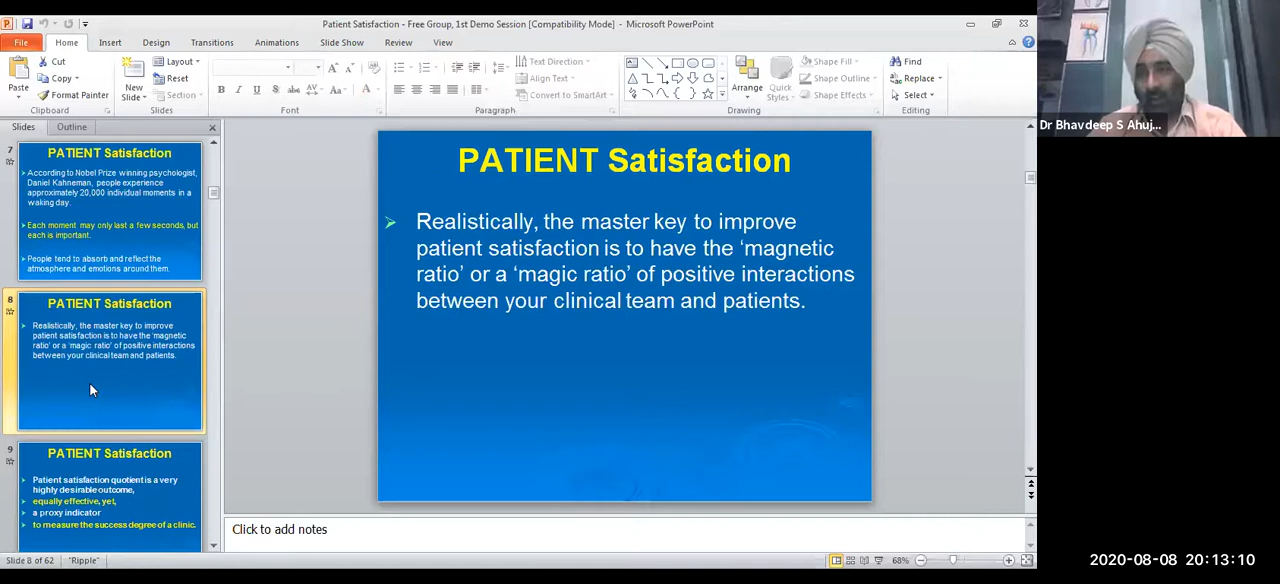 Patient Satisfaction - Free Group, 1st Demo Session [Compatibility Mode] - Microsoft PowerPoint
File Home Insert Design Transitions Animations Slide Show Review View
Paste
Cut
Copy
Format Painter
Clipboard
New Slide
Layout
Reset
Section
Slides
B I U S abc AV Aa A
Font
Paragraph
Text Direction
Align Text
Convert to SmartArt
Arrange
Quick Styles
Drawing
Shape Fill
Shape Outline
Shape Effects
Find
Replace
Select
Editing
Slides Outline
7
PATIENT Satisfaction
According to Nobel Prize winning psychologist,
Daniel Kahneman, people experience
approximately 20,000 individual moments in a
waking day.
Each moment may only last a few seconds, but
each is important.
People tend to absorb and reflect the
atmosphere and emotions around them.
8
PATIENT Satisfaction
Realistically, the master key to improve
patient satisfaction is to have the ‘magnetic
ratio’ or a ‘magic ratio’ of positive interactions
between your clinical team and patients.
9
PATIENT Satisfaction
Patient satisfaction quotient is a very
highly desirable outcome,
equally effective, yet,
a proxy indicator
to measure the success degree of a clinic.
PATIENT Satisfaction
Realistically, the master key to improve
patient satisfaction is to have the ‘magnetic
ratio’ or a ‘magic ratio’ of positive interactions
between your clinical team and patients.
Click to add notes
Slide 8 of 62 "Ripple" 68%
Dr Bhavdeep S Ahuj...
2020-08-08 20:13:10